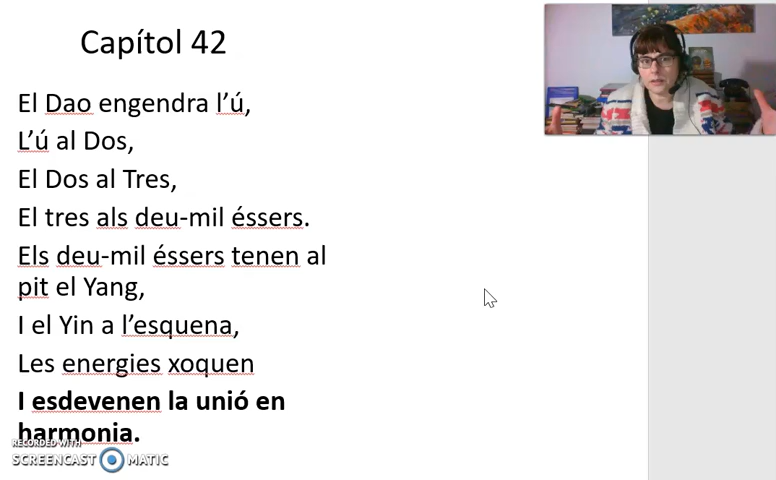 Capítol 42
El Dao engendra l’ú,
L’ú al Dos,
El Dos al Tres,
El tres als deu-mil éssers.
Els deu-mil éssers tenen al
pit el Yang,
I el Yin a l’esquena,
Les energies xoquen
I esdevenen la unió en
harmonia.
RECORDED WITH
SCREENCAST MATIC